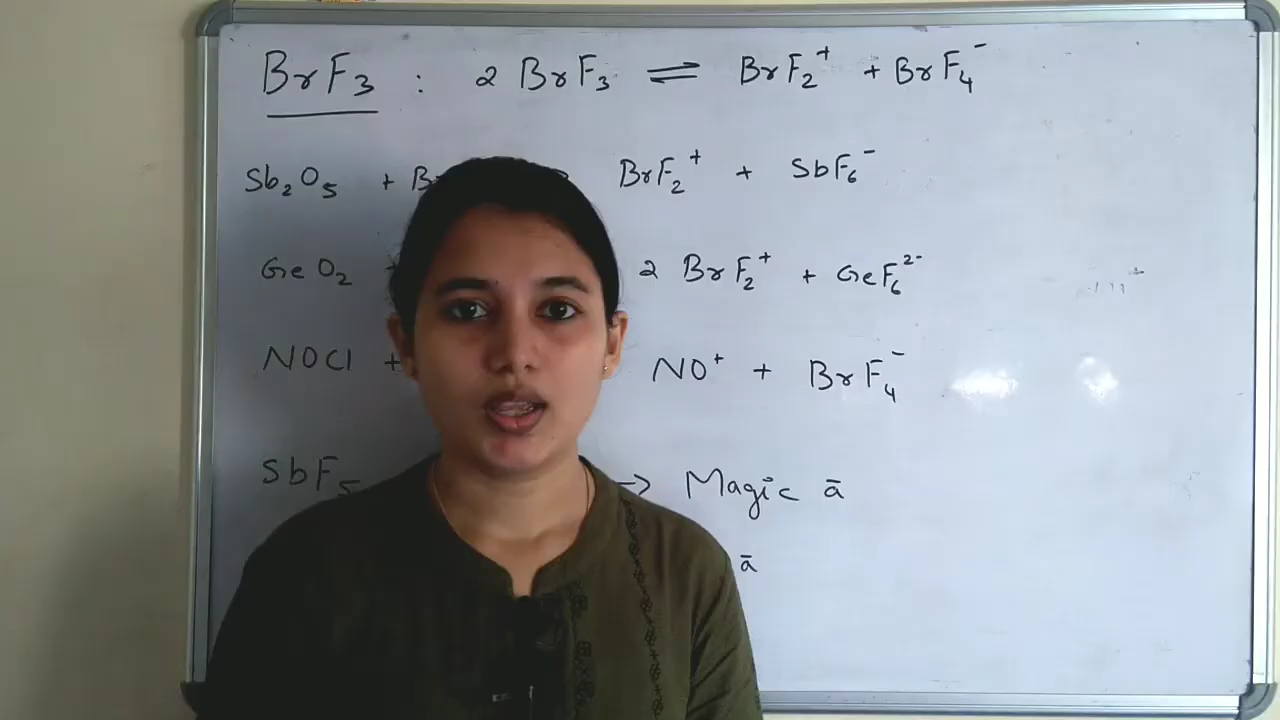 BrF₃ : 2 BrF₃ ⇌ BrF₂⁺ + BrF₄⁻
Sb₂O₅ + BrF₂⁺ + SbF₆⁻
GeO₂ + 2 BrF₂⁺ + GeF₆²⁻
NOCl + NO⁺ + BrF₄⁻
SbF₅ → Magic ā
ā